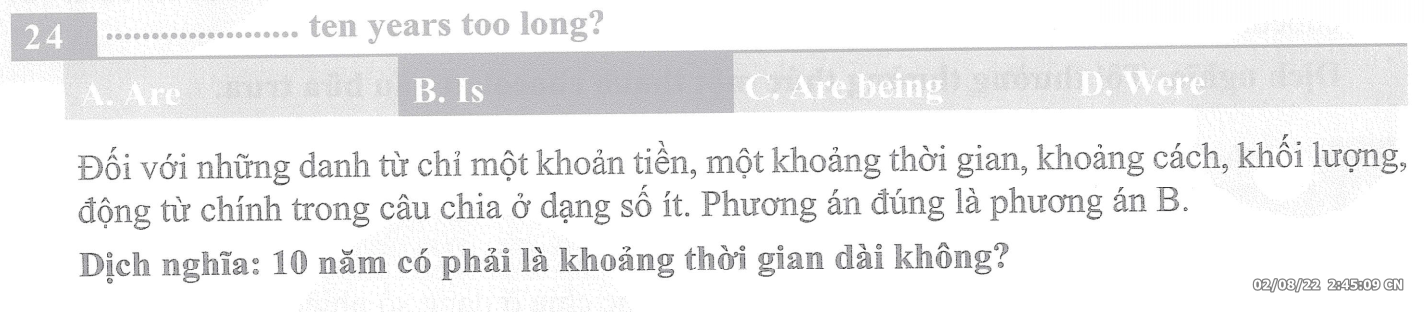 24 ..................... ten years too long?
A. Are B. Is C. Are being D. Were
Đối với những danh từ chỉ một khoản tiền, một khoảng thời gian, khoảng cách, khối lượng,
động từ chính trong câu chia ở dạng số ít. Phương án đúng là phương án B.
Dịch nghĩa: 10 năm có phải là khoảng thời gian dài không?
02/08/22 2:45:09 CN